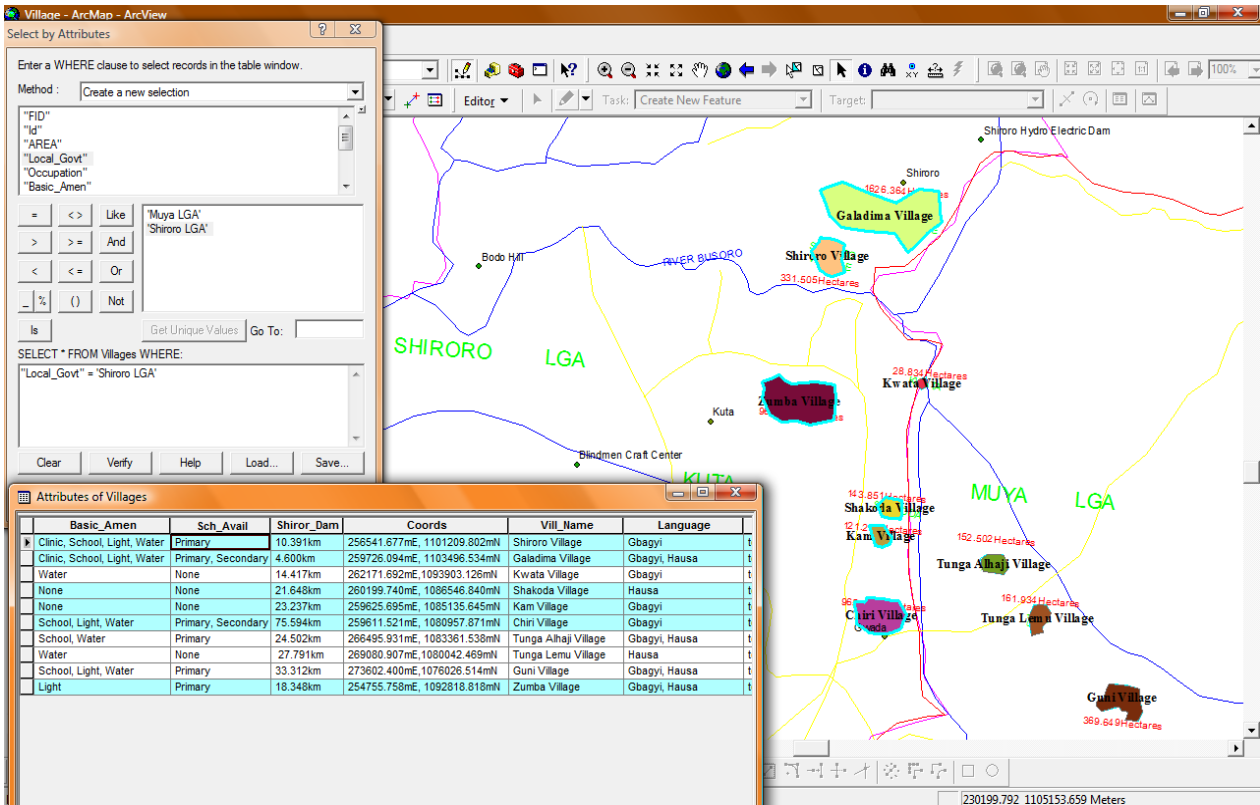 Village - ArcMap - ArcView
Select by Attributes
Enter a WHERE clause to select records in the table window.
Method : Create a new selection
"FID"
"Id"
"AREA"
"Local_Govt"
"Occupation"
"Basic_Amen"
= < > Like
> > = And
< < = Or
_ % () Not
Is
'Muya LGA'
'Shiroro LGA'
Get Unique Values Go To:
SELECT * FROM Villages WHERE:
"Local_Govt" = 'Shiroro LGA'
Clear Verify Help Load... Save...
100%
Editor Task: Create New Feature Target:
Shiroro Hydro Electric Dam
Shiroro
Galadima Village
Bodo Hill
RIVER BUSORO
Shiroro Village
331.505Hectares
SHIRORO LGA
28.834Hectares
Kwata Village
Zumba Village
Kuta
Blindmen Craft Center
KUTA
MUYA LGA
143.851Hectares
Shakoda Village
Kam Village
152.502Hectares
Tunga Alhaji Village
161.934Hectares
Chiri Village
Tunga Lemu Village
Guni Village
369.649Hectares
Attributes of Villages
Basic_Amen Sch_Avail Shiror_Dam Coords Vill_Name Language
Clinic, School, Light, Water Primary 10.391km 256541.677mE, 1101209.802mN Shiroro Village Gbagyi
Clinic, School, Light, Water Primary, Secondary 4.600km 259726.094mE, 1103496.534mN Galadima Village Gbagyi, Hausa
Water None 14.417km 262171.692mE,1093903.126mN Kwata Village Gbagyi
None None 21.648km 260199.740mE, 1086546.840mN Shakoda Village Hausa
None None 23.237km 259625.695mE, 1085135.645mN Kam Village Gbagyi
School, Light, Water Primary, Secondary 75.594km 259611.521mE, 1080957.871mN Chiri Village Gbagyi
School, Water Primary 24.502km 266495.931mE, 1083361.538mN Tunga Alhaji Village Gbagyi, Hausa
Water None 27.791km 269080.907mE,1080042.469mN Tunga Lemu Village Hausa
School, Light, Water Primary 33.312km 273602.400mE,1076026.514mN Guni Village Gbagyi, Hausa
Light Primary 18.348km 254755.758mE, 1092818.818mN Zumba Village Gbagyi, Hausa
230199.792 1105153.659 Meters